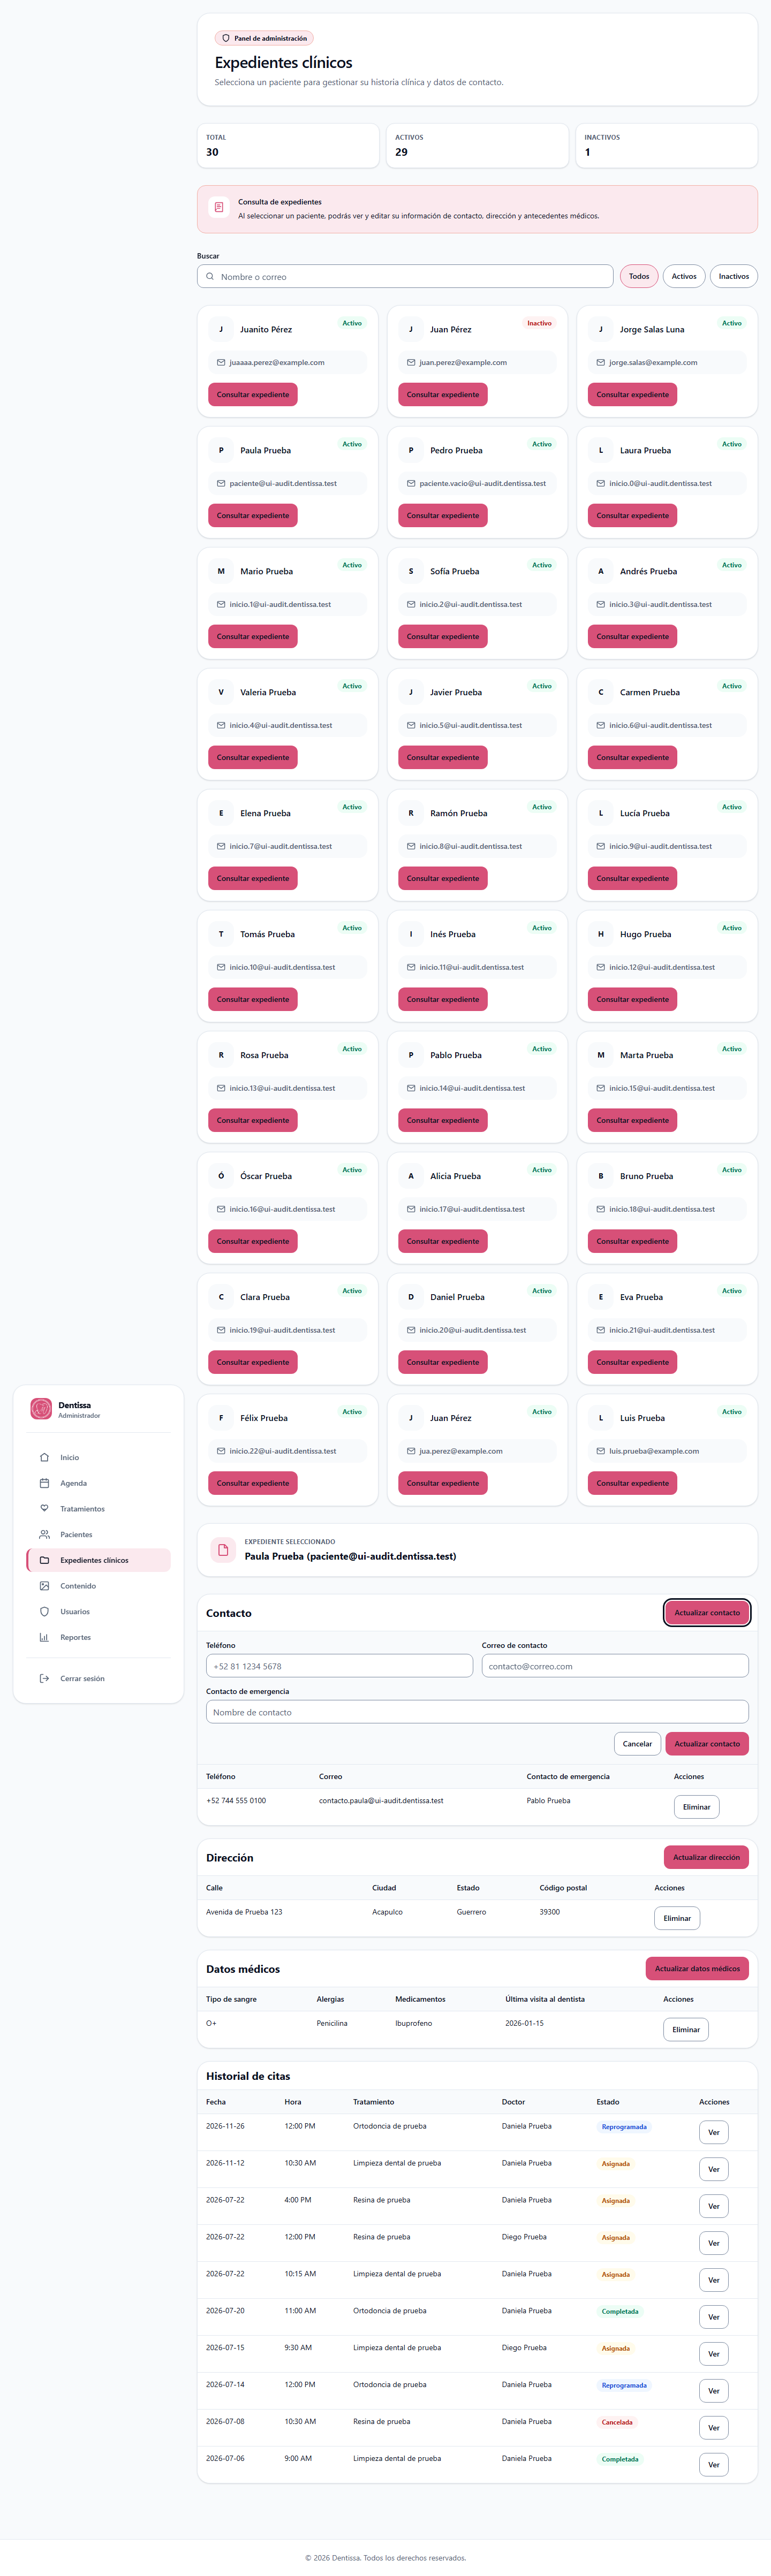 Panel de administración
Expedientes clínicos
Selecciona un paciente para gestionar su historia clínica y datos de contacto.
TOTAL
30
ACTIVOS
29
INACTIVOS
1
Consulta de expedientes
Al seleccionar un paciente, podrás ver y editar su información de contacto, dirección y antecedentes médicos.
Buscar
Nombre o correo
Todos
Activos
Inactivos
J
Juanito Pérez
Activo
juaaaa.perez@example.com
Consultar expediente
J
Juan Pérez
Inactivo
juan.perez@example.com
Consultar expediente
J
Jorge Salas Luna
Activo
jorge.salas@example.com
Consultar expediente
P
Paula Prueba
Activo
paciente@ui-audit.dentissa.test
Consultar expediente
P
Pedro Prueba
Activo
paciente.vacio@ui-audit.dentissa.test
Consultar expediente
L
Laura Prueba
Activo
inicio.0@ui-audit.dentissa.test
Consultar expediente
M
Mario Prueba
Activo
inicio.1@ui-audit.dentissa.test
Consultar expediente
S
Sofía Prueba
Activo
inicio.2@ui-audit.dentissa.test
Consultar expediente
A
Andrés Prueba
Activo
inicio.3@ui-audit.dentissa.test
Consultar expediente
V
Valeria Prueba
Activo
inicio.4@ui-audit.dentissa.test
Consultar expediente
J
Javier Prueba
Activo
inicio.5@ui-audit.dentissa.test
Consultar expediente
C
Carmen Prueba
Activo
inicio.6@ui-audit.dentissa.test
Consultar expediente
E
Elena Prueba
Activo
inicio.7@ui-audit.dentissa.test
Consultar expediente
R
Ramón Prueba
Activo
inicio.8@ui-audit.dentissa.test
Consultar expediente
L
Lucía Prueba
Activo
inicio.9@ui-audit.dentissa.test
Consultar expediente
T
Tomás Prueba
Activo
inicio.10@ui-audit.dentissa.test
Consultar expediente
I
Inés Prueba
Activo
inicio.11@ui-audit.dentissa.test
Consultar expediente
H
Hugo Prueba
Activo
inicio.12@ui-audit.dentissa.test
Consultar expediente
R
Rosa Prueba
Activo
inicio.13@ui-audit.dentissa.test
Consultar expediente
P
Pablo Prueba
Activo
inicio.14@ui-audit.dentissa.test
Consultar expediente
M
Marta Prueba
Activo
inicio.15@ui-audit.dentissa.test
Consultar expediente
Ó
Óscar Prueba
Activo
inicio.16@ui-audit.dentissa.test
Consultar expediente
A
Alicia Prueba
Activo
inicio.17@ui-audit.dentissa.test
Consultar expediente
B
Bruno Prueba
Activo
inicio.18@ui-audit.dentissa.test
Consultar expediente
C
Clara Prueba
Activo
inicio.19@ui-audit.dentissa.test
Consultar expediente
D
Daniel Prueba
Activo
inicio.20@ui-audit.dentissa.test
Consultar expediente
E
Eva Prueba
Activo
inicio.21@ui-audit.dentissa.test
Consultar expediente
F
Félix Prueba
Activo
inicio.22@ui-audit.dentissa.test
Consultar expediente
J
Juan Pérez
Activo
jua.perez@example.com
Consultar expediente
L
Luis Prueba
Activo
luis.prueba@example.com
Consultar expediente
Dentissa
Administrador
Inicio
Agenda
Tratamientos
Pacientes
Expedientes clínicos
Contenido
Usuarios
Reportes
Cerrar sesión
EXPEDIENTE SELECCIONADO
Paula Prueba (paciente@ui-audit.dentissa.test)
Contacto
Actualizar contacto
Teléfono
Correo de contacto
+52 81 1234 5678
contacto@correo.com
Contacto de emergencia
Nombre de contacto
Cancelar
Actualizar contacto
Teléfono Correo Contacto de emergencia Acciones
+52 744 555 0100 contacto.paula@ui-audit.dentissa.test Pablo Prueba Eliminar
Dirección
Actualizar dirección
Calle Ciudad Estado Código postal Acciones
Avenida de Prueba 123 Acapulco Guerrero 39300 Eliminar
Datos médicos
Actualizar datos médicos
Tipo de sangre Alergias Medicamentos Última visita al dentista Acciones
O+ Penicilina Ibuprofeno 2026-01-15 Eliminar
Historial de citas
Fecha Hora Tratamiento Doctor Estado Acciones
2026-11-26 12:00 PM Ortodoncia de prueba Daniela Prueba Reprogramada Ver
2026-11-12 10:30 AM Limpieza dental de prueba Daniela Prueba Asignada Ver
2026-07-22 4:00 PM Resina de prueba Daniela Prueba Asignada Ver
2026-07-22 12:00 PM Resina de prueba Diego Prueba Asignada Ver
2026-07-22 10:15 AM Limpieza dental de prueba Daniela Prueba Asignada Ver
2026-07-20 11:00 AM Ortodoncia de prueba Daniela Prueba Completada Ver
2026-07-15 9:30 AM Limpieza dental de prueba Diego Prueba Asignada Ver
2026-07-14 12:00 PM Ortodoncia de prueba Daniela Prueba Reprogramada Ver
2026-07-08 10:30 AM Resina de prueba Daniela Prueba Cancelada Ver
2026-07-06 9:00 AM Limpieza dental de prueba Daniela Prueba Completada Ver
© 2026 Dentissa. Todos los derechos reservados.